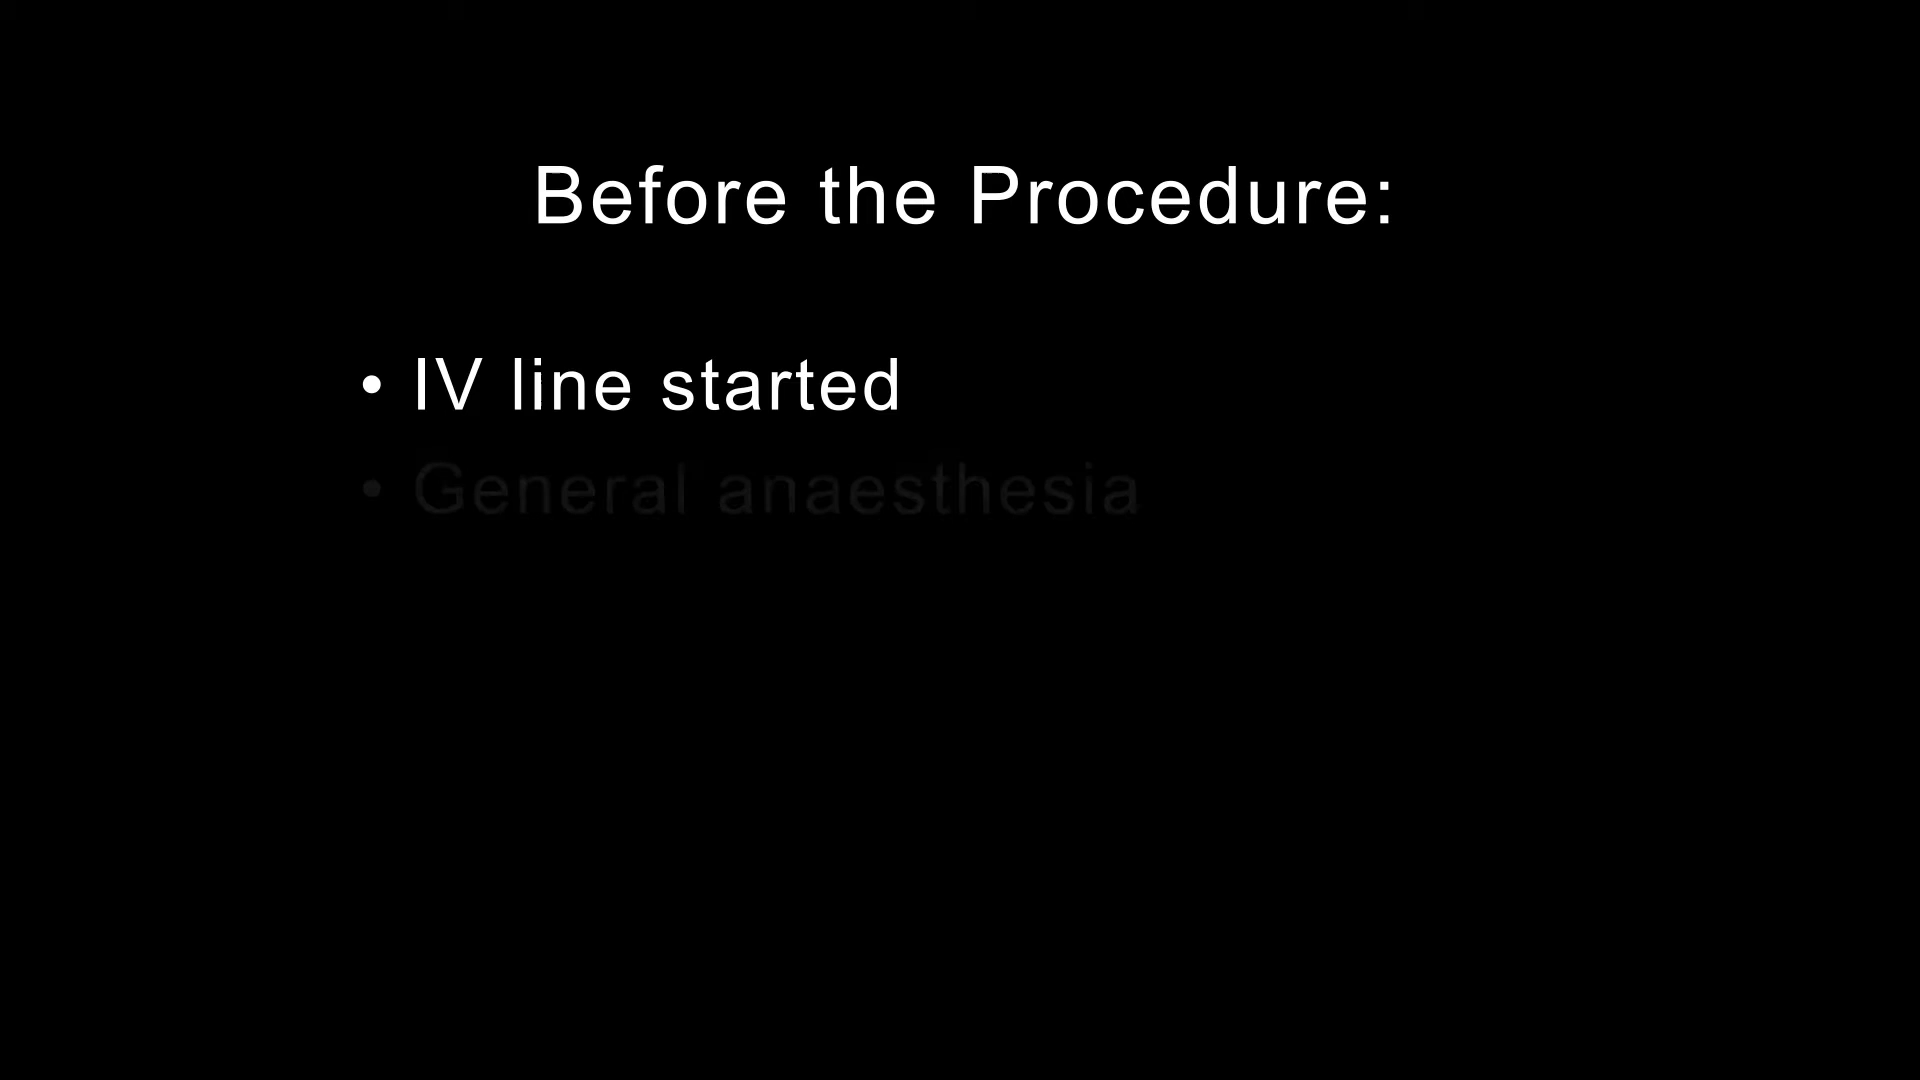 Before the Procedure:
• IV line started
• General anaesthesia